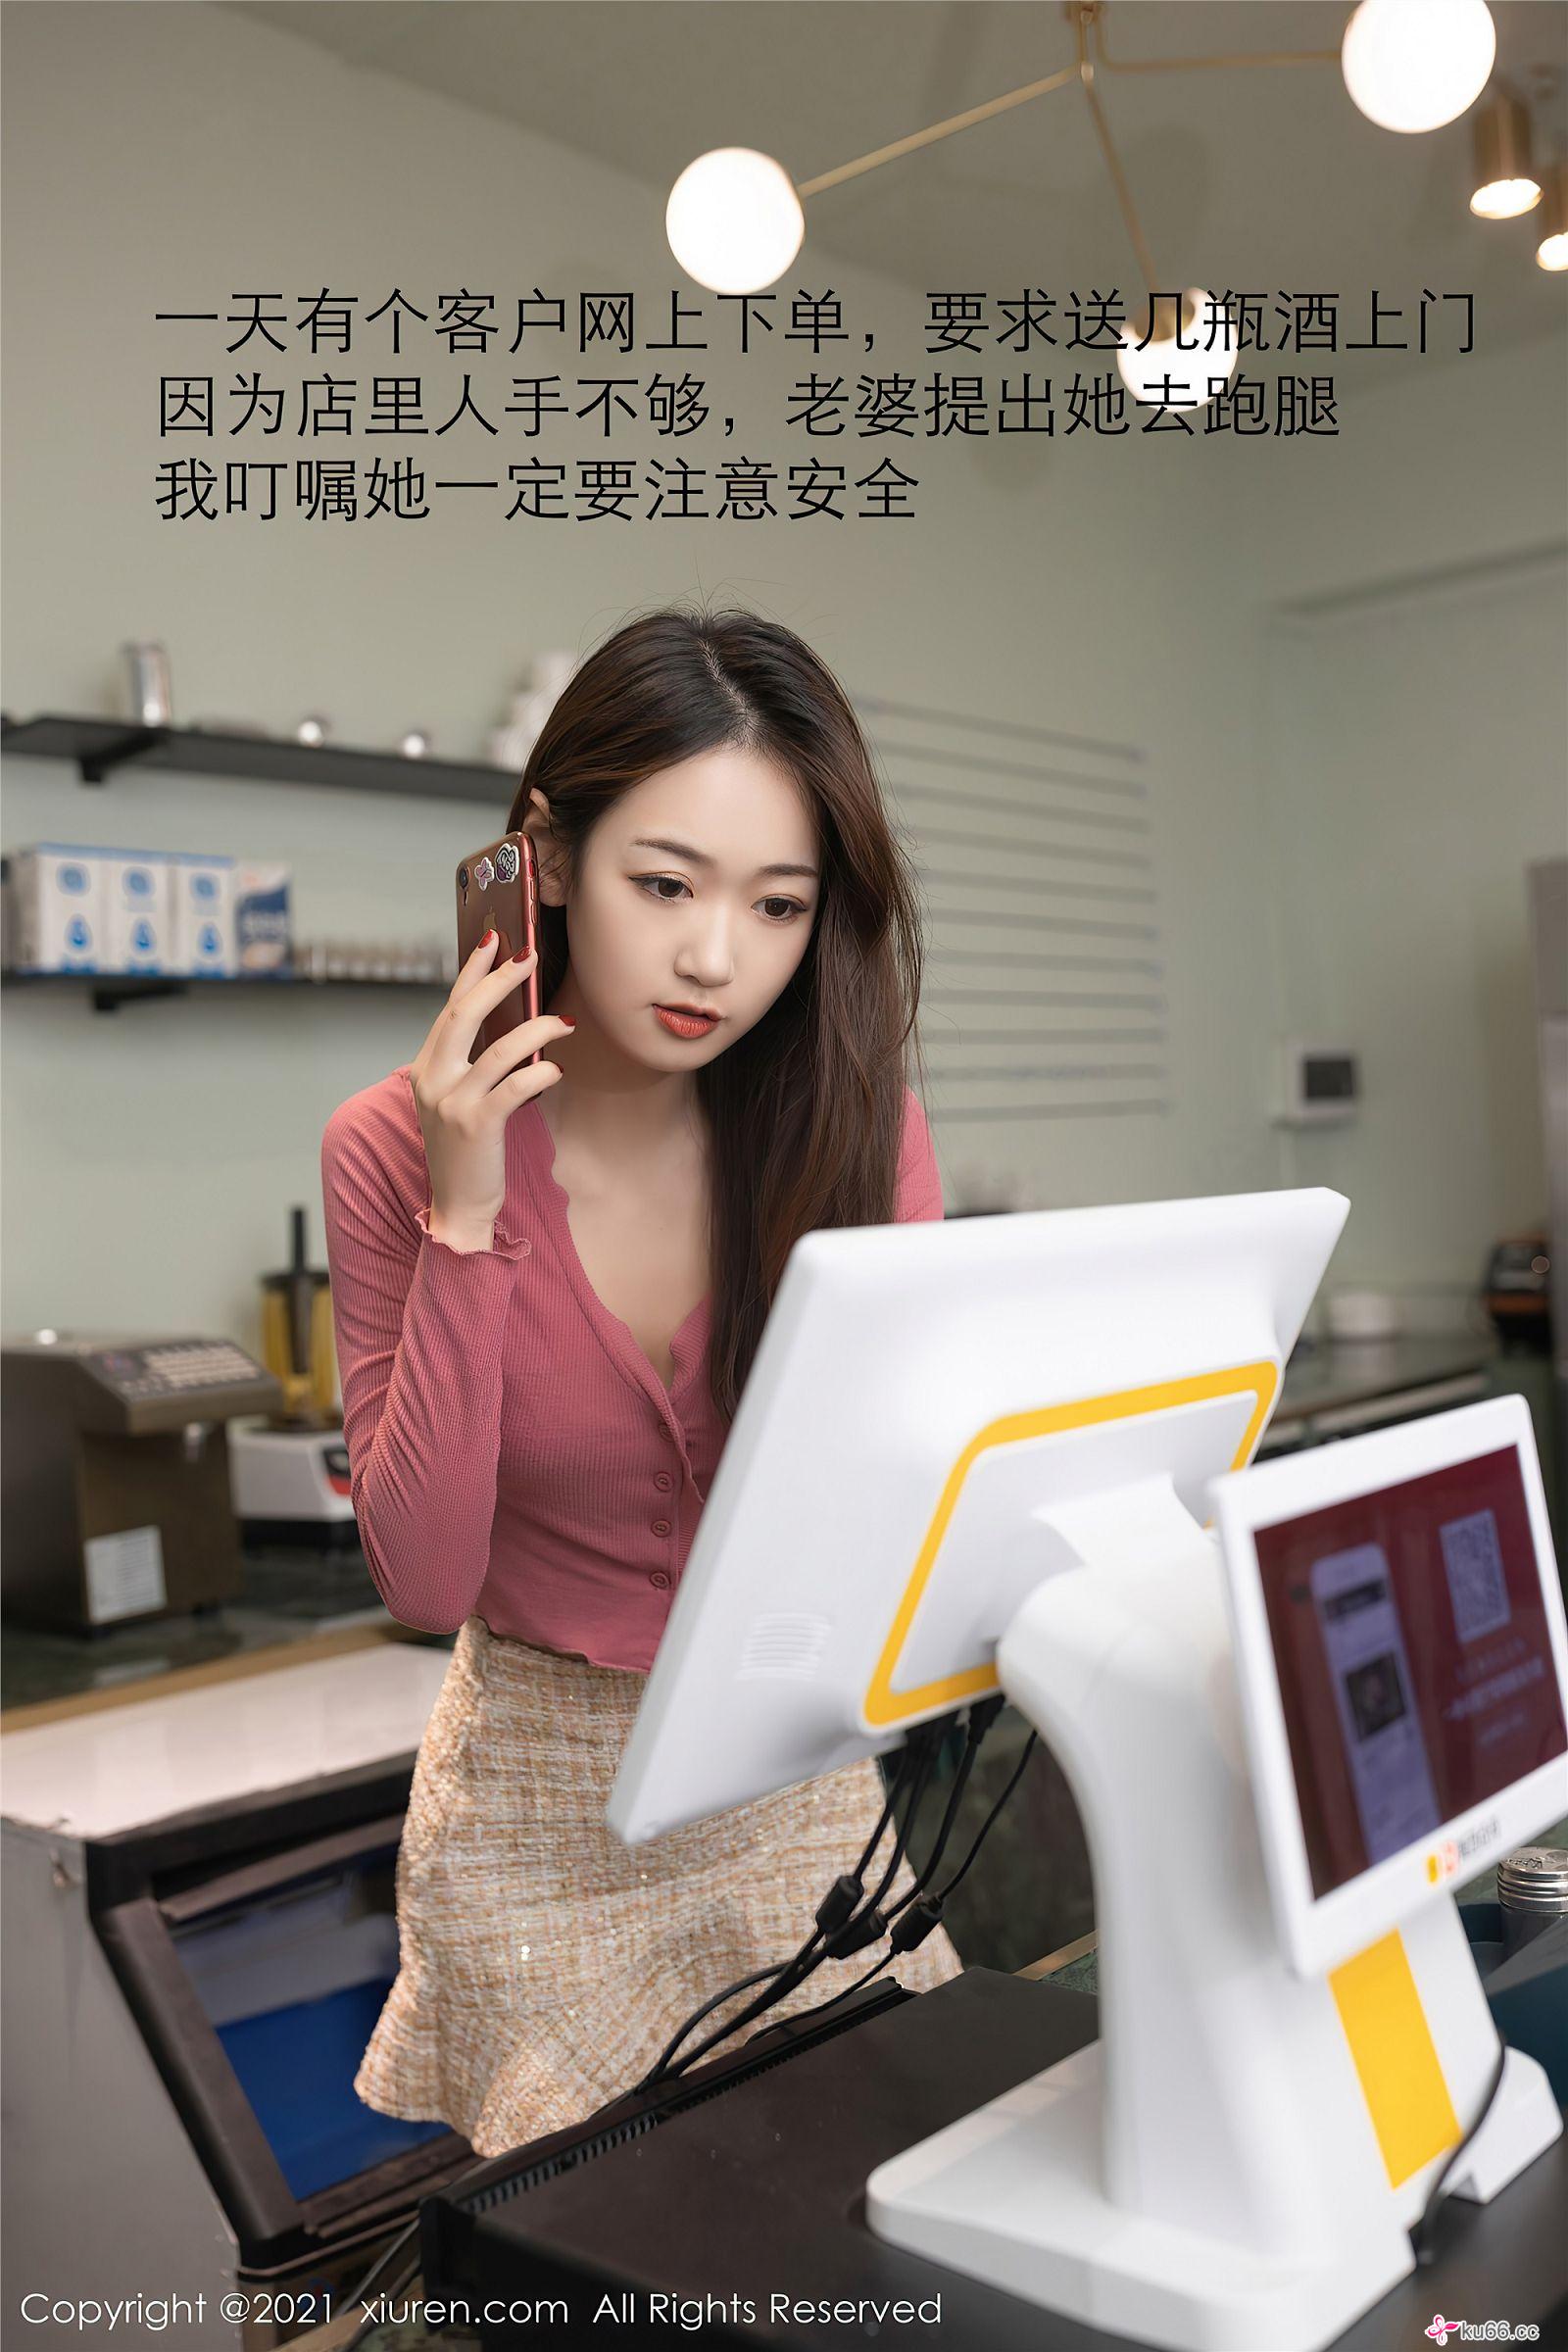 一天有个客户网上下单，要求送几瓶酒上门
因为店里人手不够，老婆提出她去跑腿
我叮嘱她一定要注意安全
Copyright @2021 xiuren.com All Rights Reserved
ku66.cc